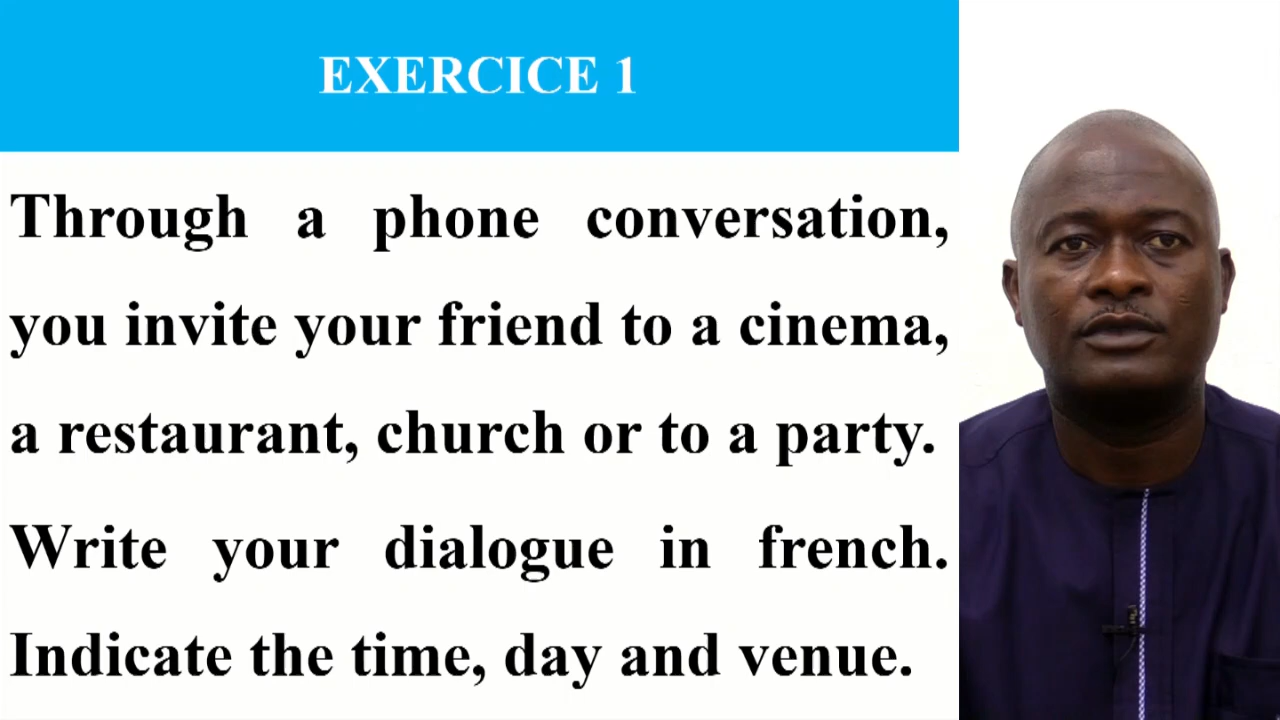 EXERCICE 1
Through a phone conversation,
you invite your friend to a cinema,
a restaurant, church or to a party.
Write your dialogue in french.
Indicate the time, day and venue.